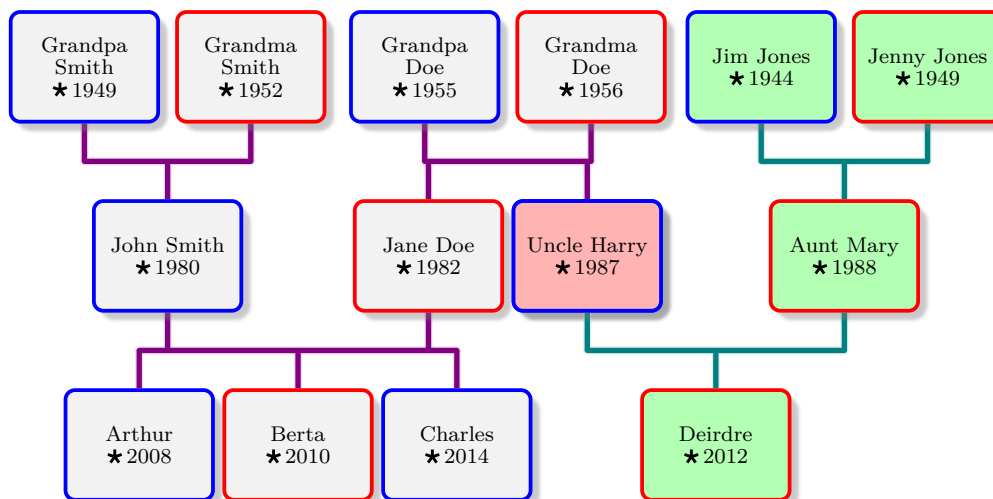 Grandpa
Smith
★1949
Grandma
Smith
★1952
Grandpa
Doe
★1955
Grandma
Doe
★1956
Jim Jones
★1944
Jenny Jones
★1949
John Smith
★1980
Jane Doe
★1982
Uncle Harry
★1987
Aunt Mary
★1988
Arthur
★2008
Berta
★2010
Charles
★2014
Deirdre
★2012